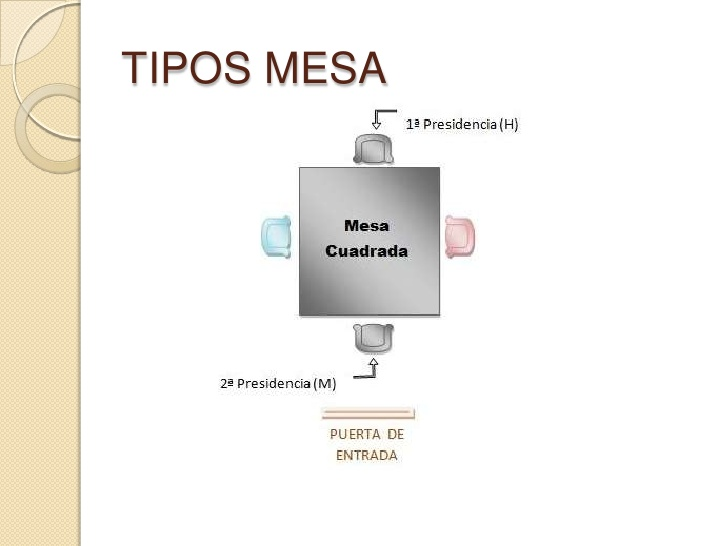 TIPOS MESA
1ª Presidencia (H)
Mesa
Cuadrada
2ª Presidencia (M)
PUERTA DE
ENTRADA